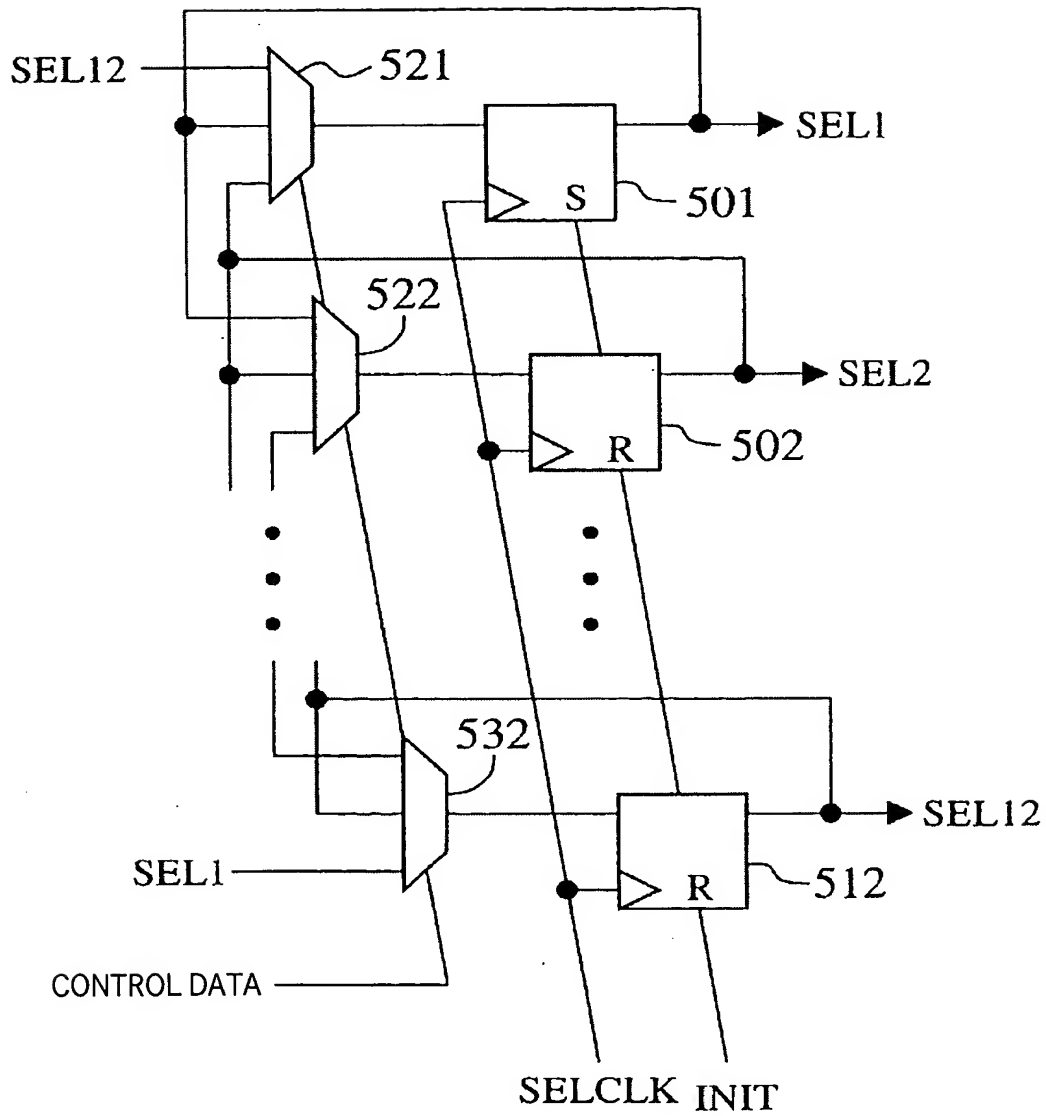 SEL12
521
SEL1
S
501
522
SEL2
R
502
532
SEL12
SEL1
R
512
CONTROL DATA
SELCLK
INIT